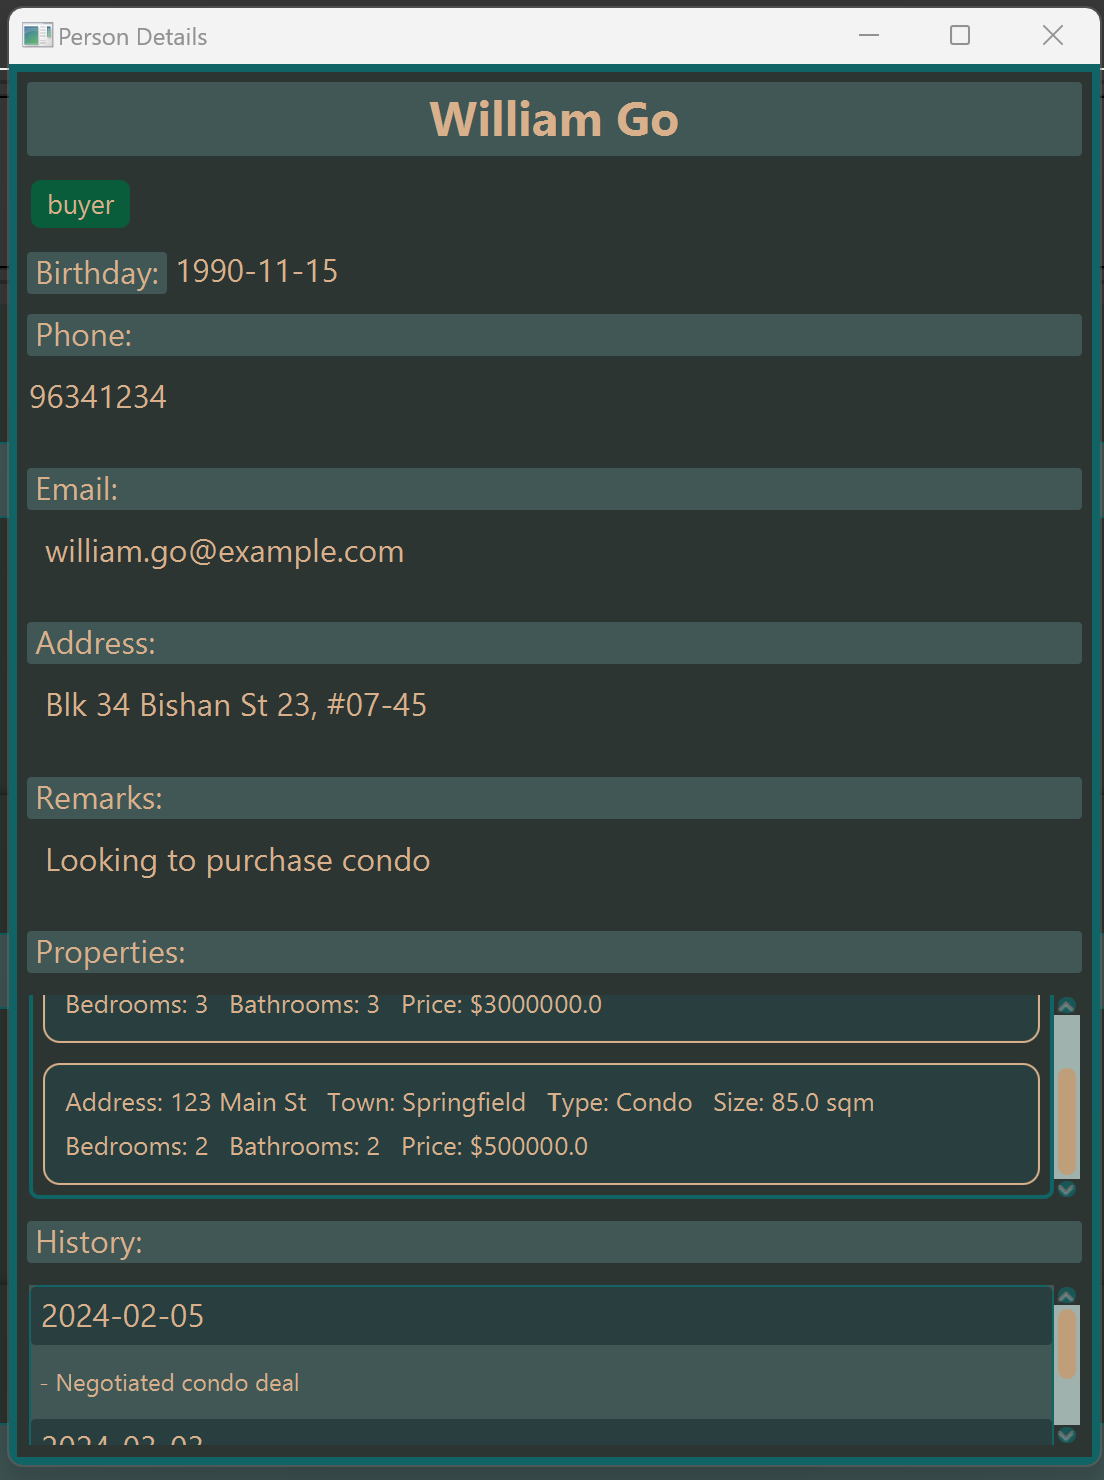 Person Details
William Go
buyer
Birthday: 1990-11-15
Phone:
96341234
Email:
william.go@example.com
Address:
Blk 34 Bishan St 23, #07-45
Remarks:
Looking to purchase condo
Properties:
Bedrooms: 3 Bathrooms: 3 Price: $3000000.0
Address: 123 Main St Town: Springfield Type: Condo Size: 85.0 sqm
Bedrooms: 2 Bathrooms: 2 Price: $500000.0
History:
2024-02-05
- Negotiated condo deal